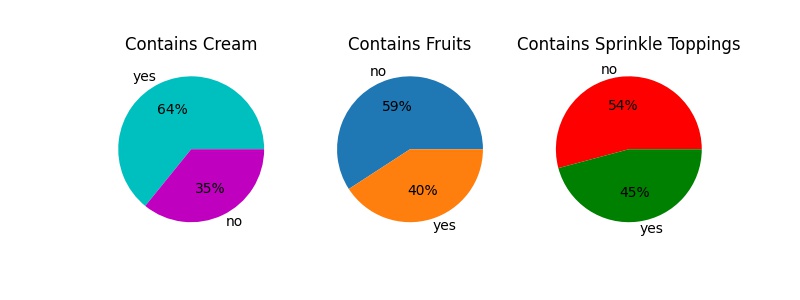 Contains Cream
yes
64%
35%
no
Contains Fruits
no
59%
40%
yes
Contains Sprinkle Toppings
no
54%
45%
yes